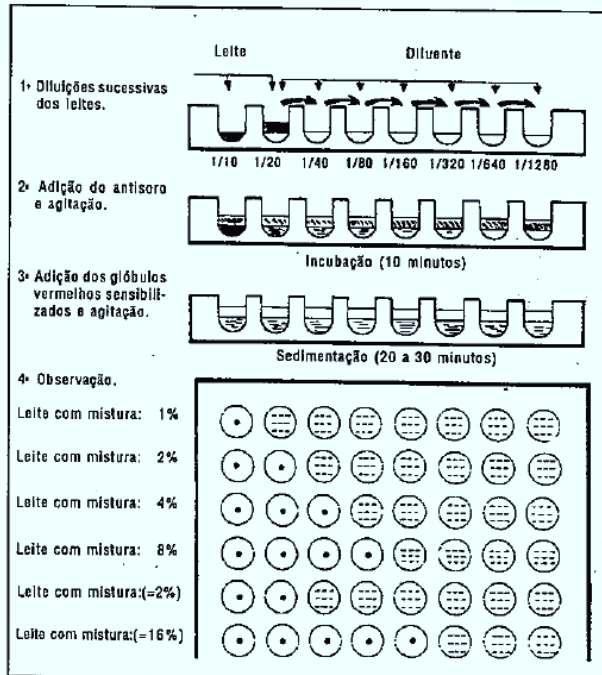 Leite Diluente
1ª Diluições sucessivas
dos leites.
1/10 1/20 1/40 1/80 1/160 1/320 1/640 1/1280
2ª Adição do antisoro
e agitação.
Incubação (10 minutos)
3ª Adição dos glóbulos
vermelhos sensibili-
zados e agitação.
Sedimentação (20 a 30 minutos)
4ª Observação.
Leite com mistura: 1%
Leite com mistura: 2%
Leite com mistura: 4%
Leite com mistura: 8%
Leite com mistura:(=2%)
Leite com mistura:(=16%)